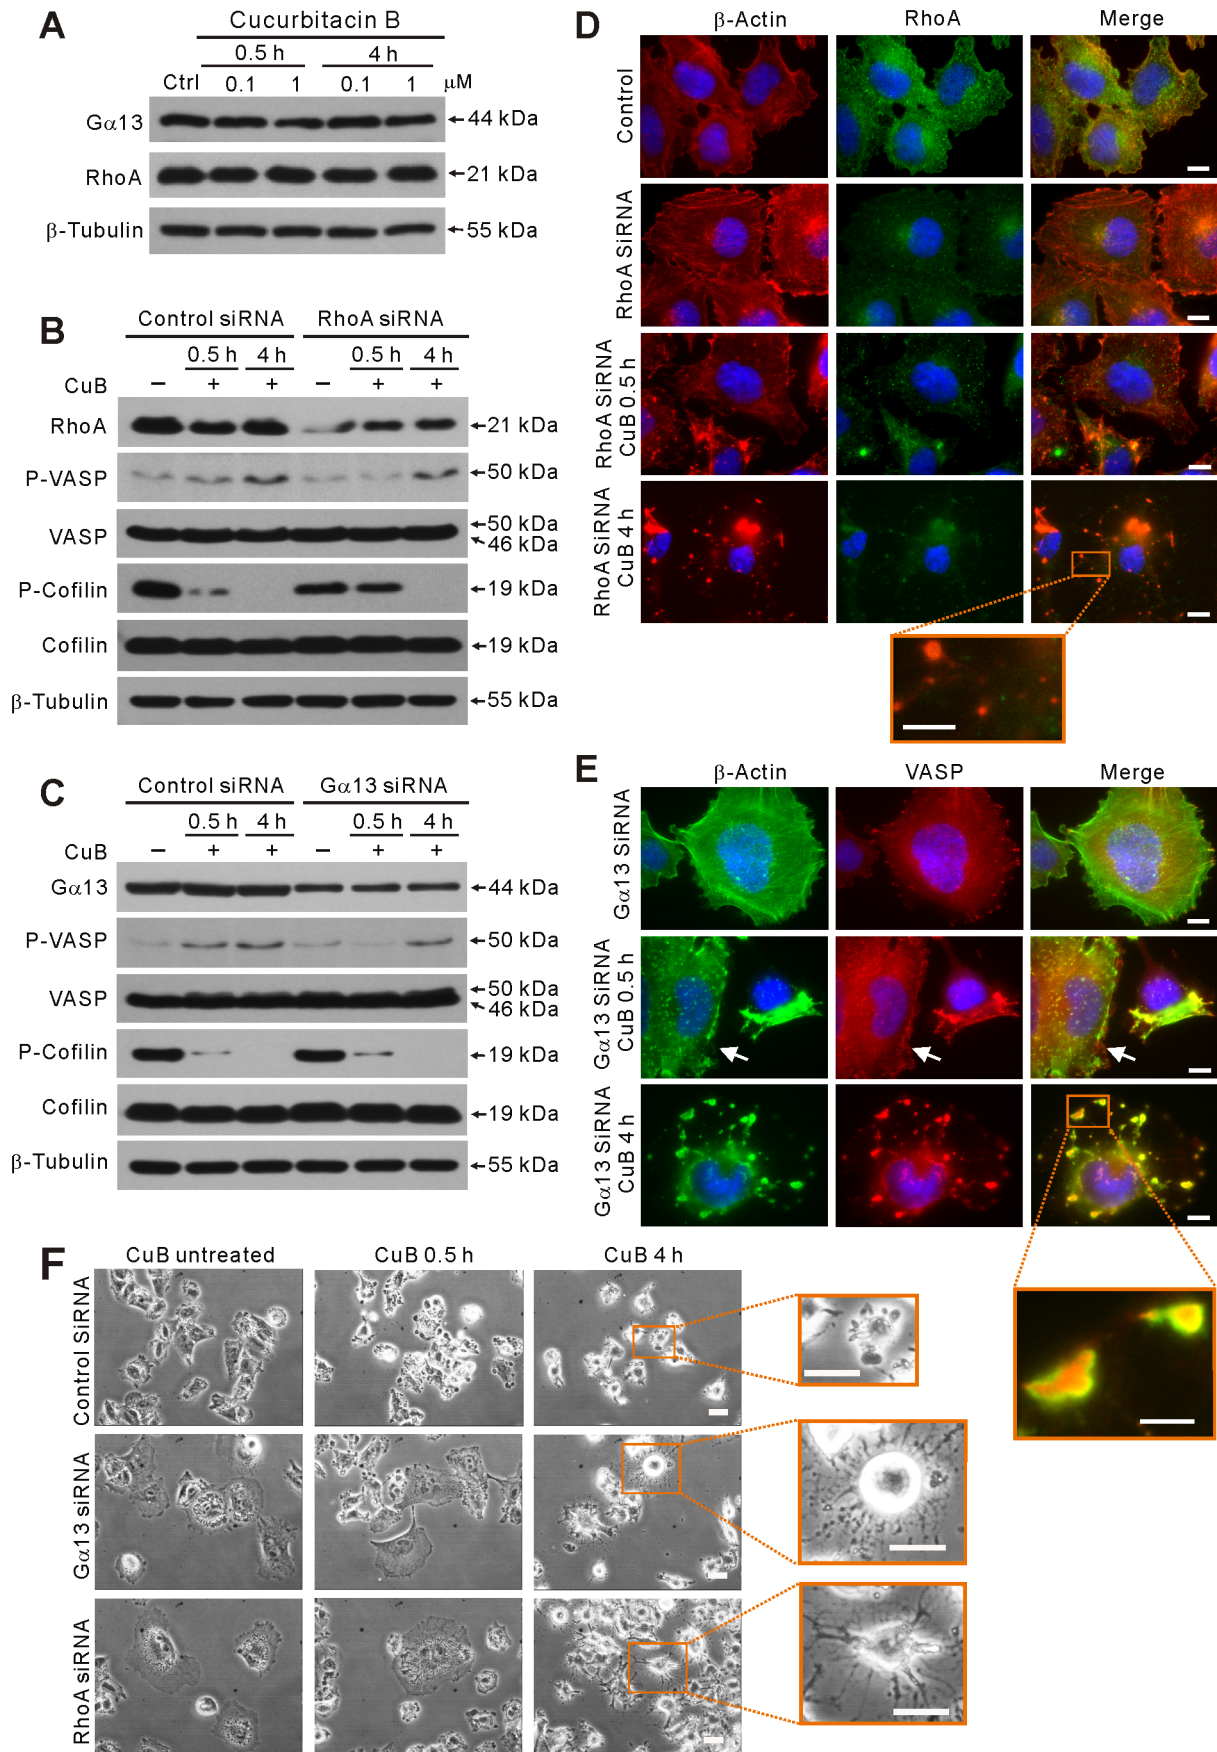 A
Cucurbitacin B
0.5 h 4 h
Ctrl 0.1 1 0.1 1 μM
Gα13 44 kDa
RhoA 21 kDa
β-Tubulin 55 kDa
B
Control siRNA RhoA siRNA
0.5 h 4 h 0.5 h 4 h
CuB – + + – + +
RhoA 21 kDa
P-VASP 50 kDa
VASP 50 kDa
46 kDa
P-Cofilin 19 kDa
Cofilin 19 kDa
β-Tubulin 55 kDa
C
Control siRNA Gα13 siRNA
0.5 h 4 h 0.5 h 4 h
CuB – + + – + +
Gα13 44 kDa
P-VASP 50 kDa
VASP 50 kDa
46 kDa
P-Cofilin 19 kDa
Cofilin 19 kDa
β-Tubulin 55 kDa
D
β-Actin RhoA Merge
Control
RhoA SiRNA
RhoA SiRNA
CuB 0.5 h
RhoA SiRNA
CuB 4 h
E
β-Actin VASP Merge
Gα13 SiRNA
Gα13 SiRNA
CuB 0.5 h
Gα13 SiRNA
CuB 4 h
F
CuB untreated CuB 0.5 h CuB 4 h
Control SiRNA
Gα13 siRNA
RhoA siRNA